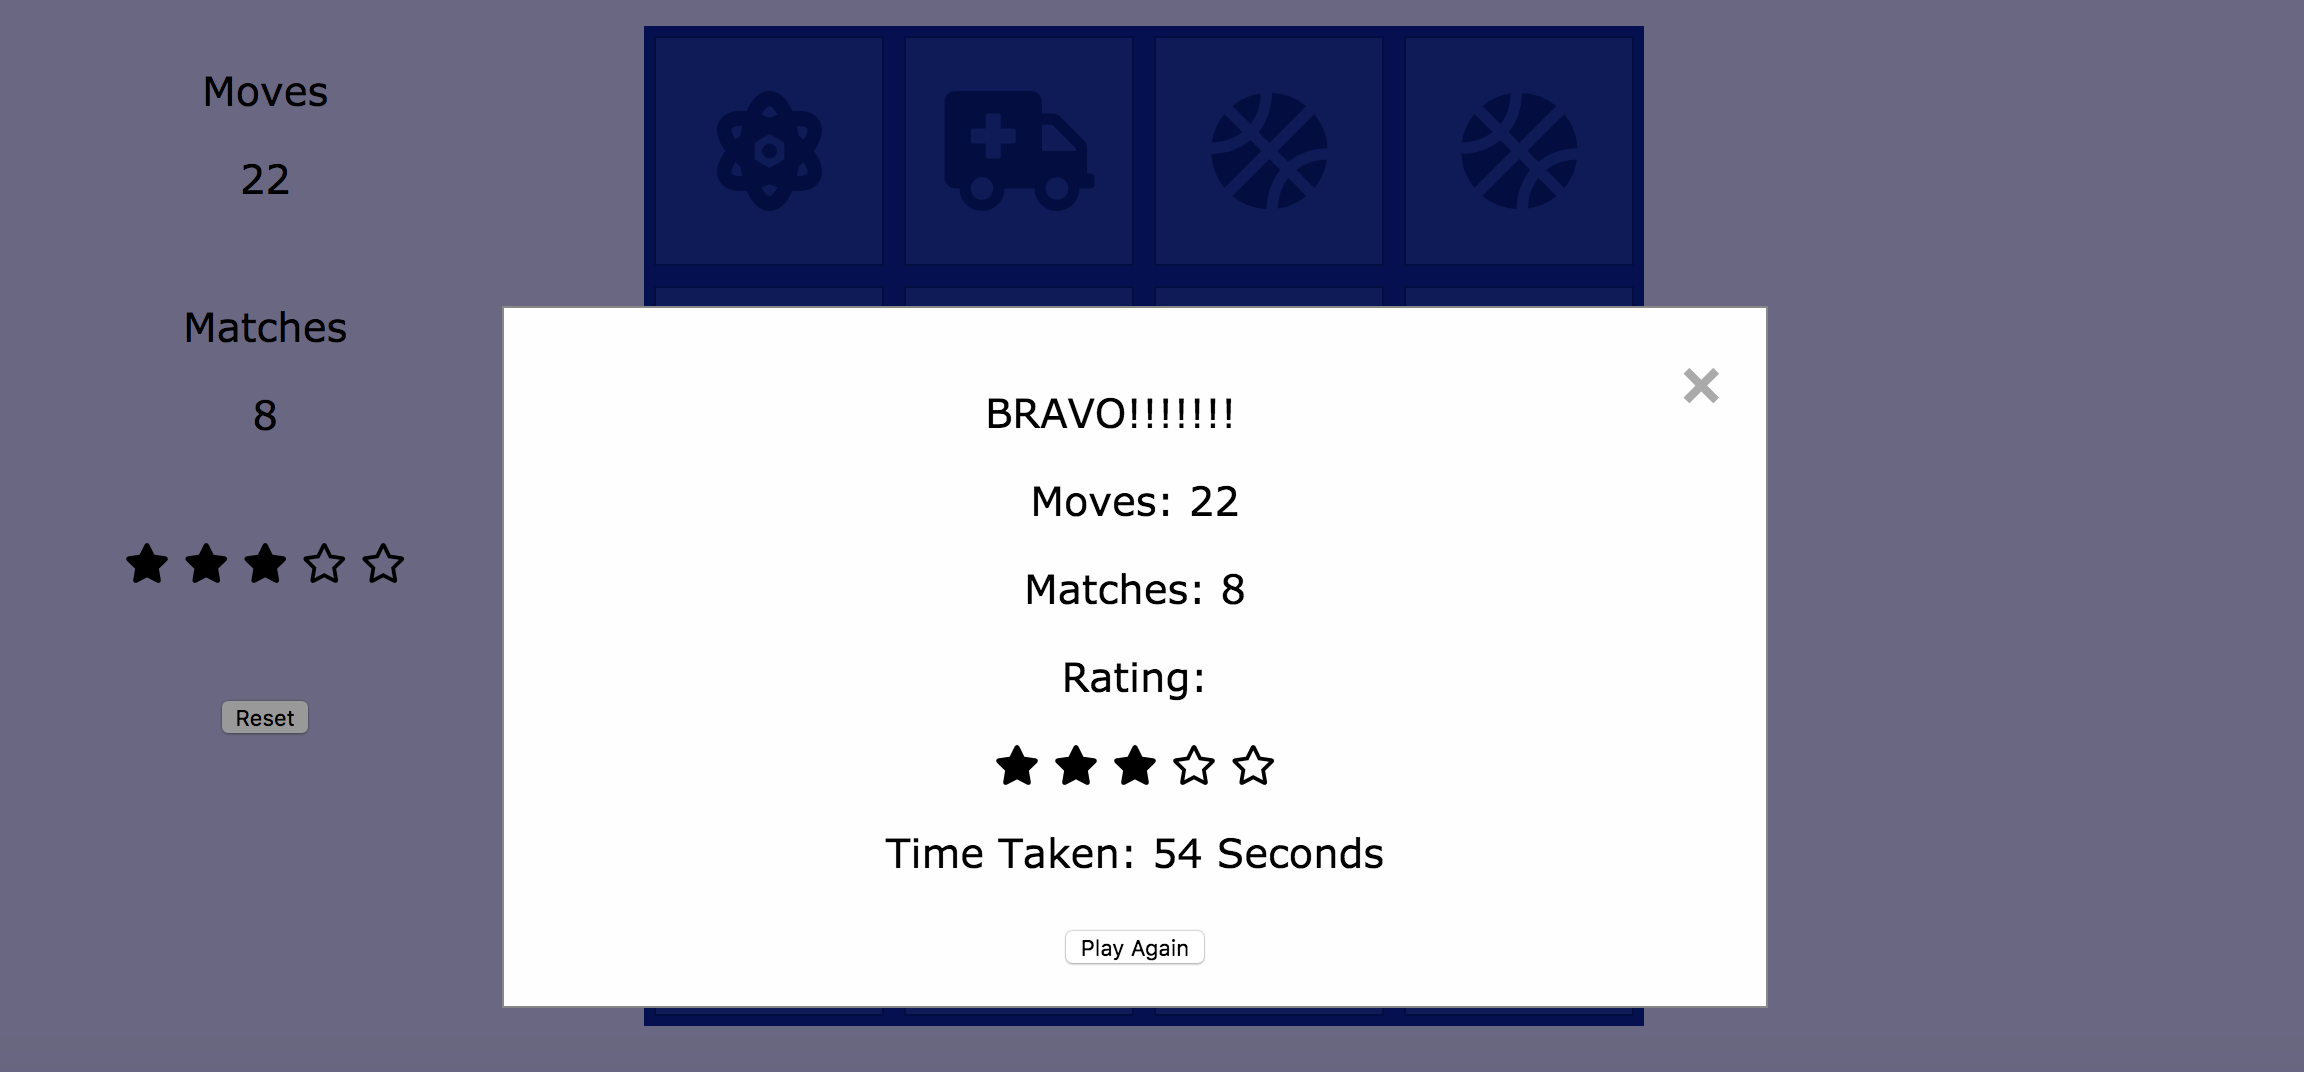 Moves
22
Matches
8
Reset
BRAVO!!!!!!!
Moves: 22
Matches: 8
Rating:
Time Taken: 54 Seconds
Play Again